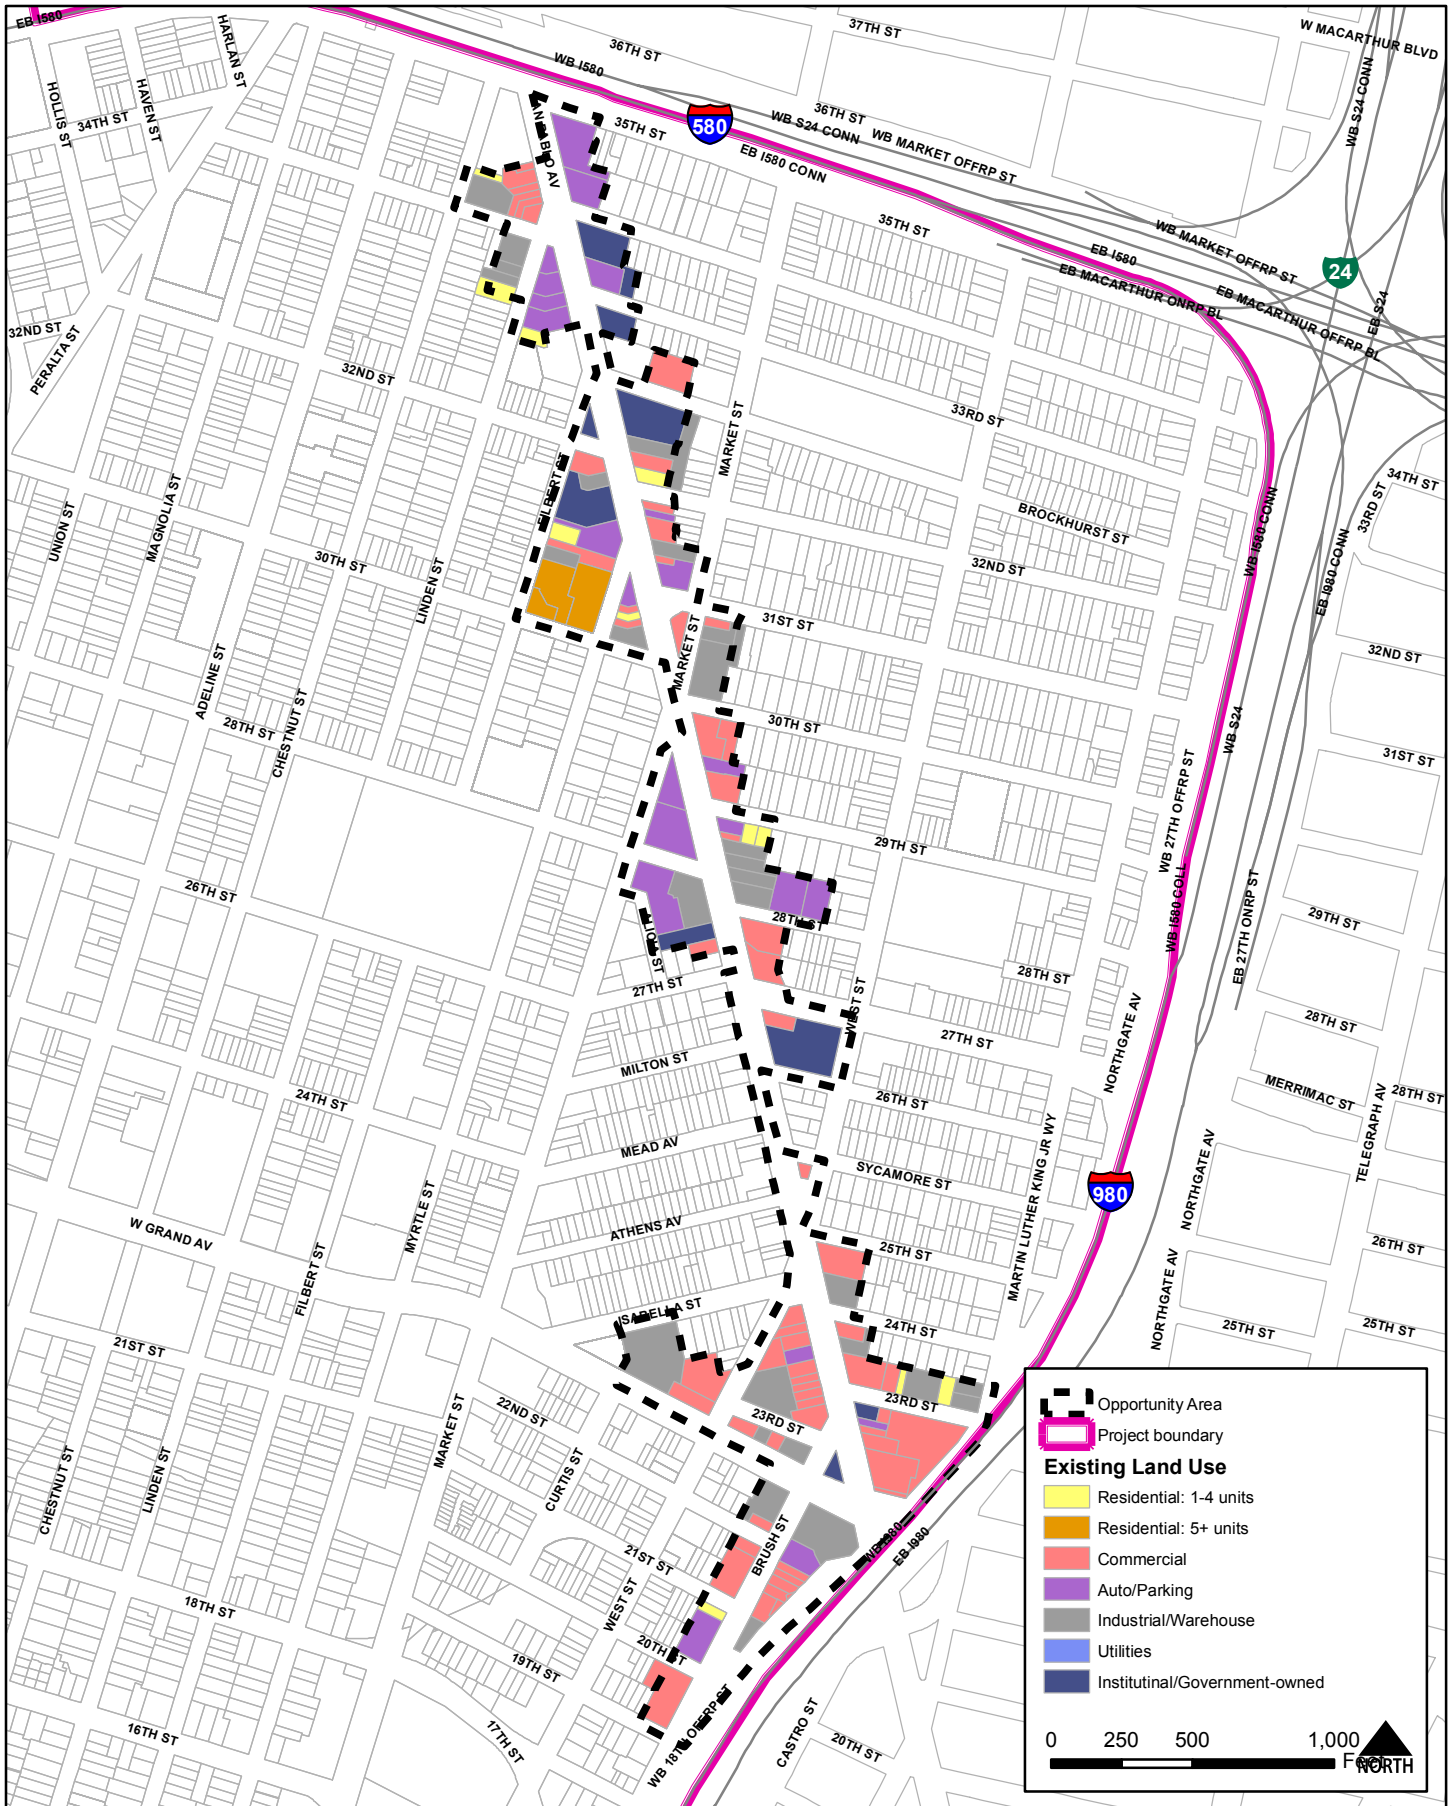 EB I580
HARLAN ST
HOLLIS ST
HAVEN ST
34TH ST
36TH ST
37TH ST
W MACARTHUR BLVD
WB I580
580
35TH ST
36TH ST
WB S24 CONN
WB MARKET OFFRP ST
EB I580 CONN
WB S24 CONN
35TH ST
WB MARKET OFFRP ST
EB I580
24
EB MACARTHUR ONRP BL
EB MACARTHUR OFFRP BL
EB S24
32ND ST
PERALTA ST
32ND ST
MARKET ST
33RD ST
34TH ST
33RD ST
FILBERT ST
UNION ST
MAGNOLIA ST
BROCKHURST ST
WB I580 CONN
30TH ST
LINDEN ST
32ND ST
EB I980 CONN
31ST ST
MARKET ST
32ND ST
ADELINE ST
28TH ST
CHESTNUT ST
30TH ST
WB S24
31ST ST
WB 27TH OFFRP ST
29TH ST
26TH ST
WB I580 COLL
EB 27TH ONRP ST
29TH ST
28TH ST
27TH ST
28TH ST
WEST ST
27TH ST
28TH ST
MILTON ST
NORTHGATE AV
24TH ST
26TH ST
MERRIMAC ST
28TH ST
TELEGRAPH AV
MEAD AV
SYCAMORE ST
MARTIN LUTHER KING JR WY
980
NORTHGATE AV
W GRAND AV
MYRTLE ST
ATHENS AV
25TH ST
26TH ST
FILBERT ST
NORTHGATE AV
ISABELLA ST
24TH ST
25TH ST
25TH ST
21ST ST
23RD ST
22ND ST
23RD ST
MARKET ST
CURTIS ST
CHESTNUT ST
LINDEN ST
BRUSH ST
21ST ST
WB I980
EB I980
WEST ST
18TH ST
20TH ST
19TH ST
WB 18TH OFFRP ST
CASTRO ST
20TH ST
16TH ST
17TH ST
Opportunity Area
Project boundary
Existing Land Use
Residential: 1-4 units
Residential: 5+ units
Commercial
Auto/Parking
Industrial/Warehouse
Utilities
Institutinal/Government-owned
0 250 500 1,000
NORTH